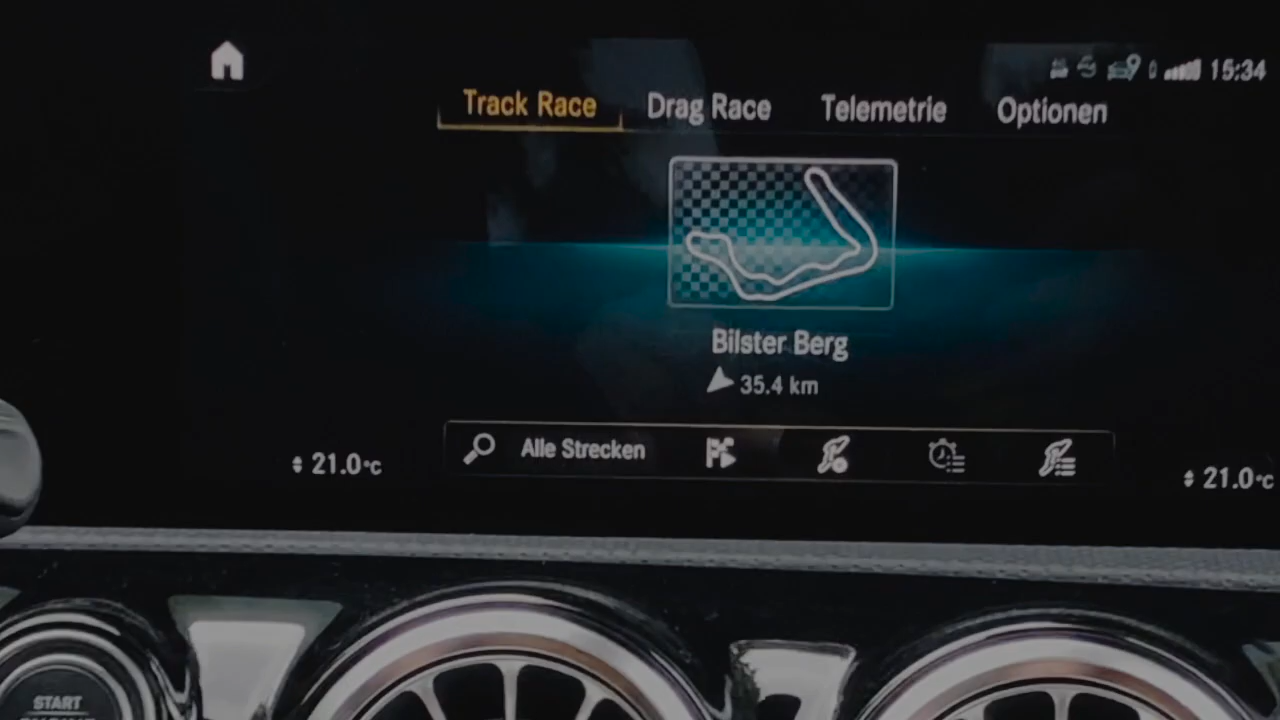 15:34
Track Race Drag Race Telemetrie Optionen
Bilster Berg
35.4 km
Alle Strecken
21.0°C
21.0°C
START